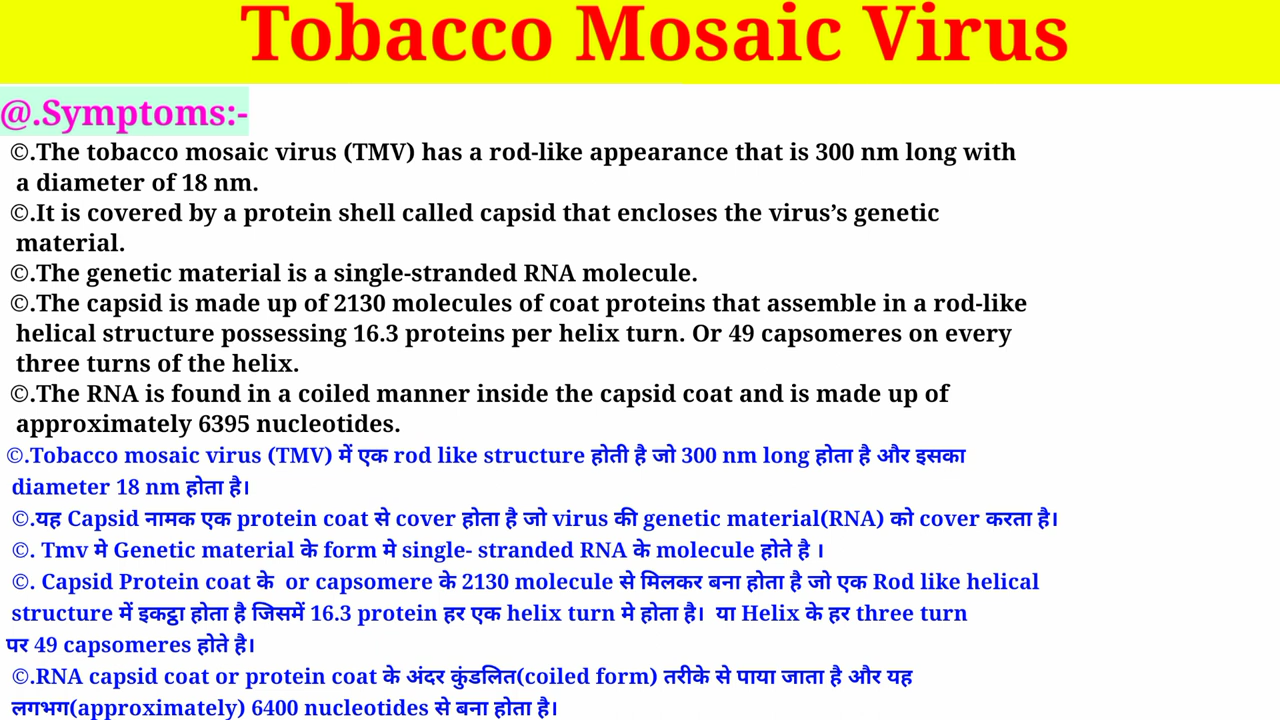 Tobacco Mosaic Virus
@.Symptoms:-
©.The tobacco mosaic virus (TMV) has a rod-like appearance that is 300 nm long with
a diameter of 18 nm.
©.It is covered by a protein shell called capsid that encloses the virus’s genetic
material.
©.The genetic material is a single-stranded RNA molecule.
©.The capsid is made up of 2130 molecules of coat proteins that assemble in a rod-like
helical structure possessing 16.3 proteins per helix turn. Or 49 capsomeres on every
three turns of the helix.
©.The RNA is found in a coiled manner inside the capsid coat and is made up of
approximately 6395 nucleotides.
©.Tobacco mosaic virus (TMV) में एक rod like structure होती है जो 300 nm long होता है और इसका
diameter 18 nm होता है।
©.यह Capsid नामक एक protein coat से cover होता है जो virus की genetic material(RNA) को cover करता है।
©. Tmv मे Genetic material के form मे single- stranded RNA के molecule होते है ।
©. Capsid Protein coat के  or capsomere के 2130 molecule से मिलकर बना होता है जो एक Rod like helical
structure में इकट्ठा होता है जिसमें 16.3 protein हर एक helix turn मे होता है।  या Helix के हर three turn
पर 49 capsomeres होते है।
©.RNA capsid coat or protein coat के अंदर कुंडलित(coiled form) तरीके से पाया जाता है और यह
लगभग(approximately) 6400 nucleotides से बना होता है।